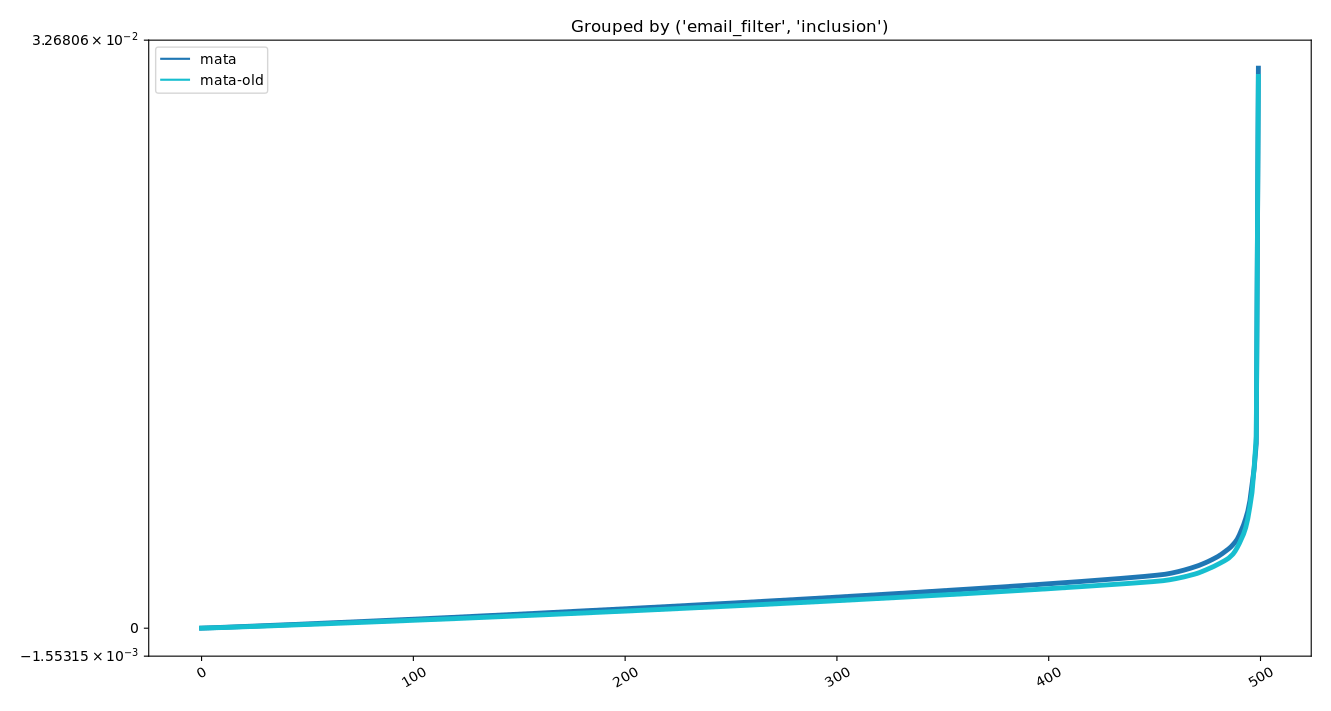 Grouped by ('email_filter', 'inclusion')
3.26806 × 10⁻²
mata
mata-old
0
−1.55315 × 10⁻³
0
100
200
300
400
500